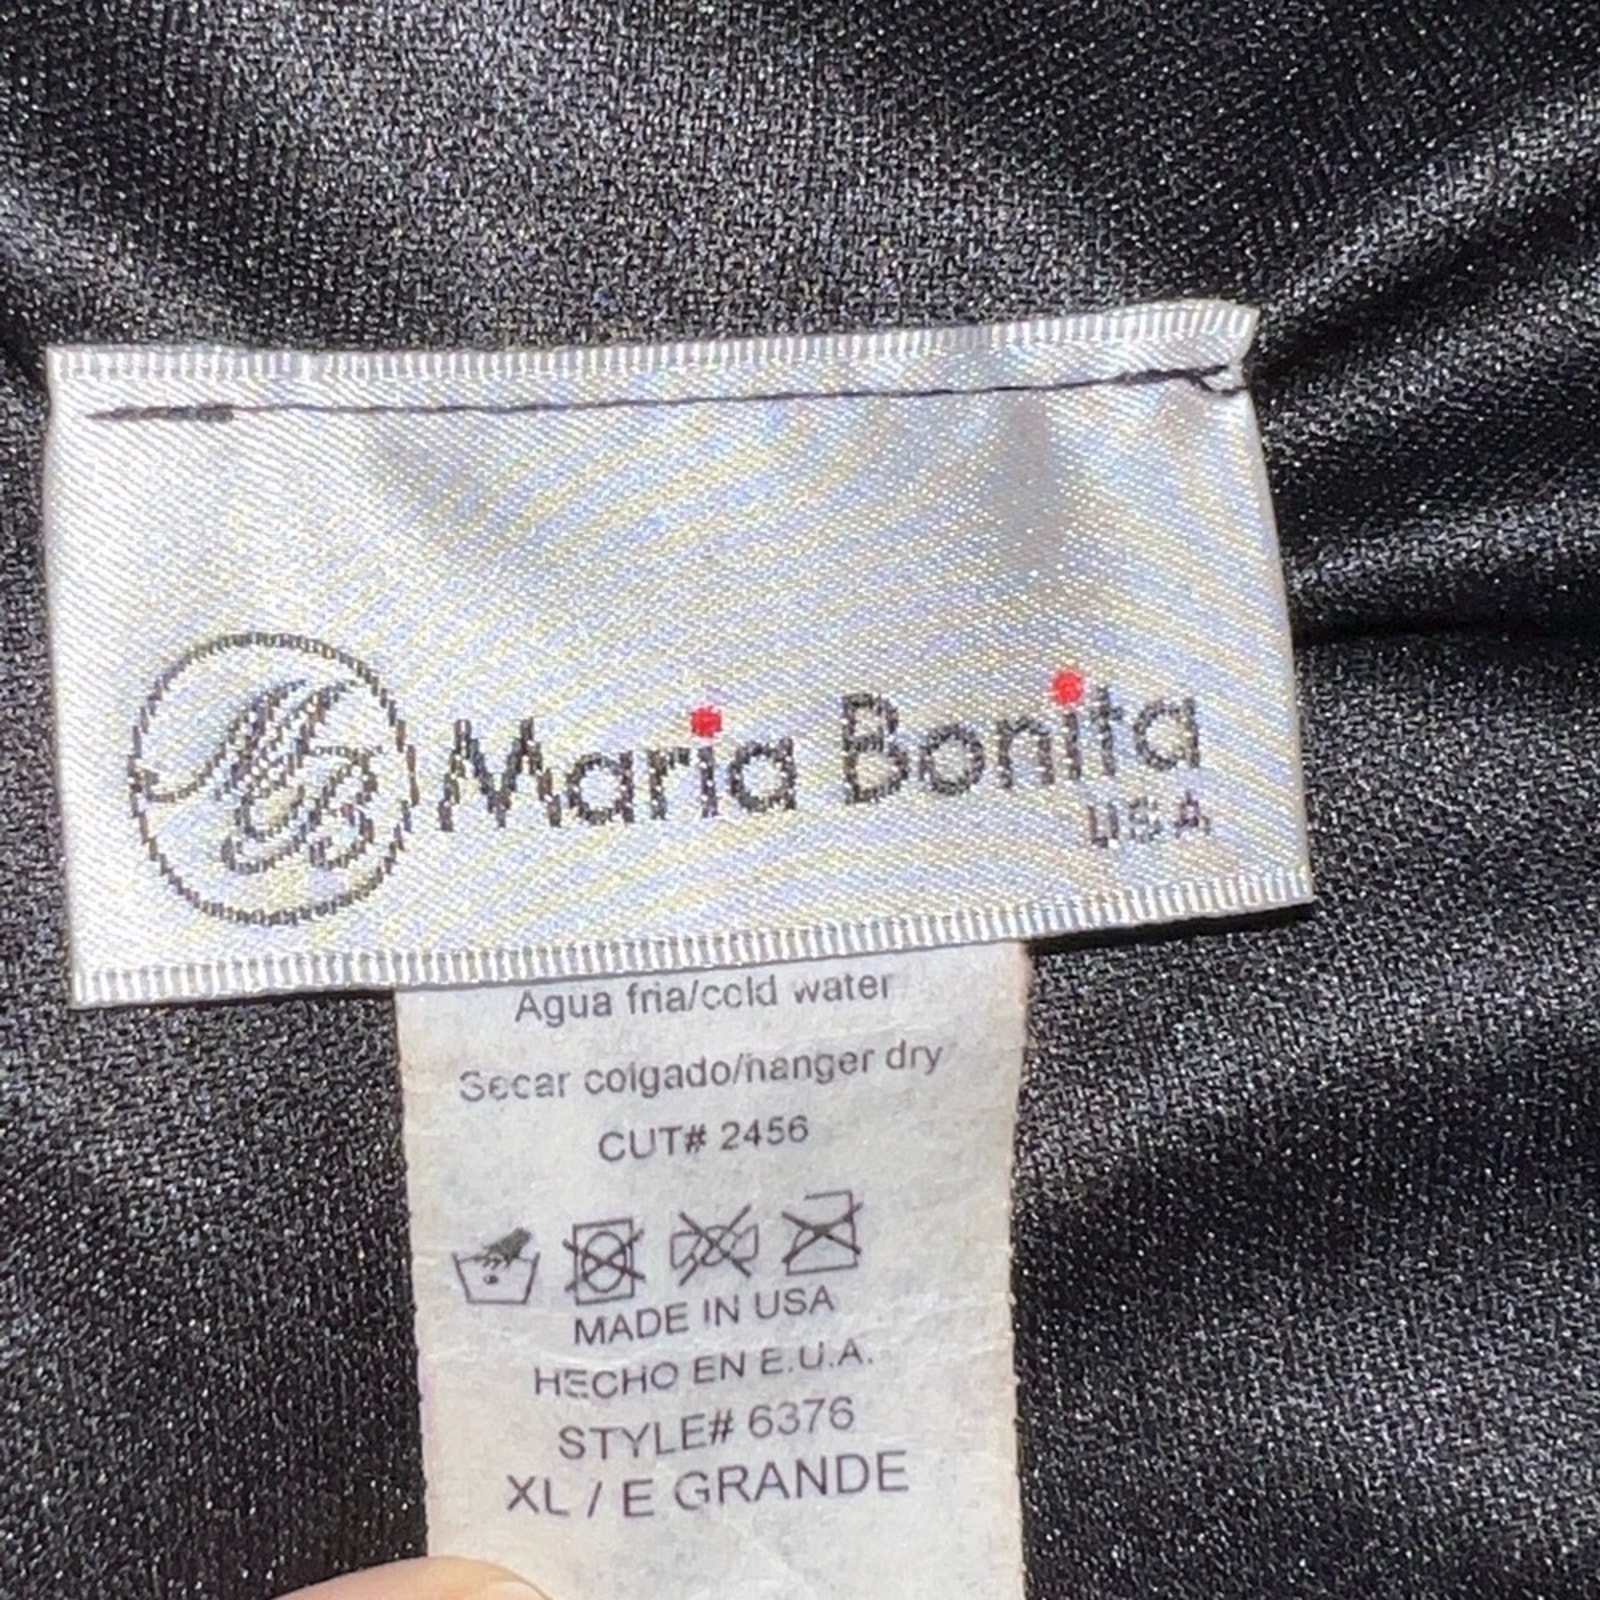 MB
Maria Bonita
USA
Agua fria/cold water
Secar colgado/hanger dry
CUT# 2456
MADE IN USA
HECHO EN E.U.A.
STYLE# 6376
XL / E GRANDE